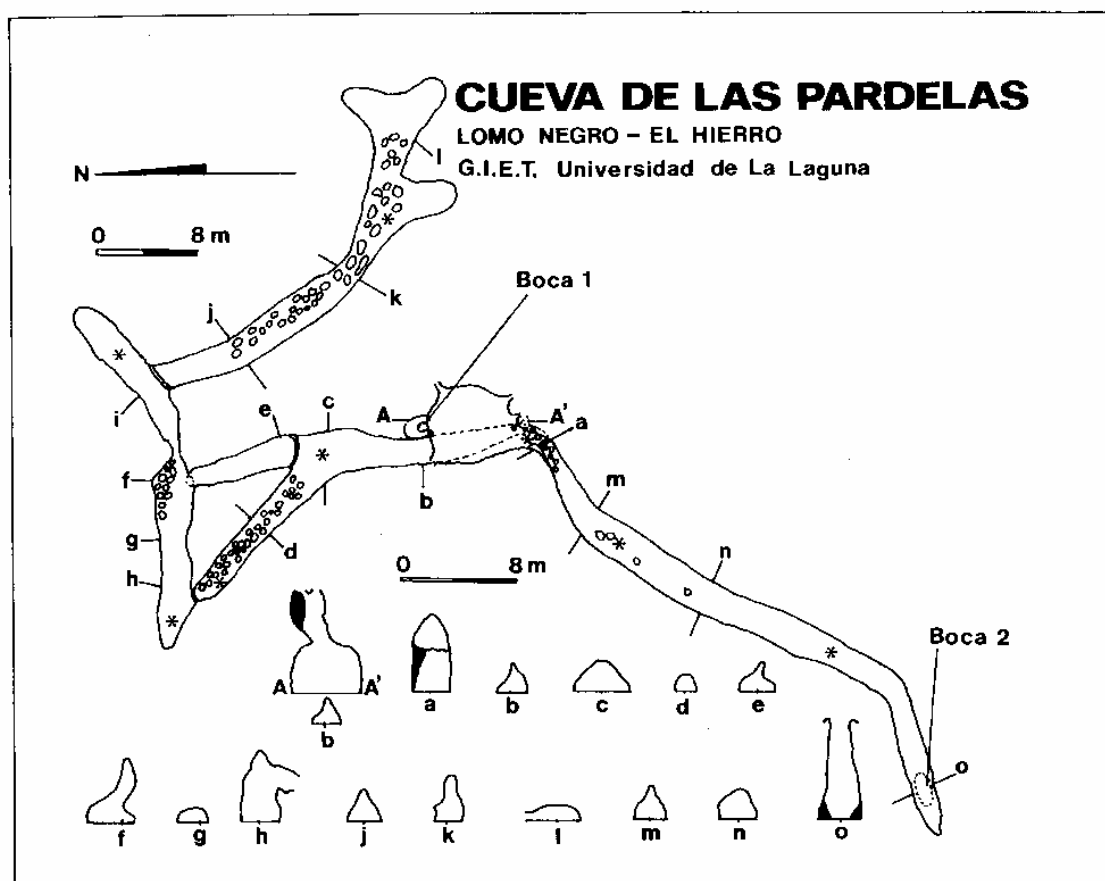 CUEVA DE LAS PARDELAS
LOMO NEGRO - EL HIERRO
G.I.E.T. Universidad de La Laguna
N
0 8 m
Boca 1
l
k
j
i
e
c
A
A'
a
b
f
g
h
d
m
n
0 8 m
Boca 2
o
A A'
a
b
c
d
e
b
f
g
h
j
k
l
m
n
o